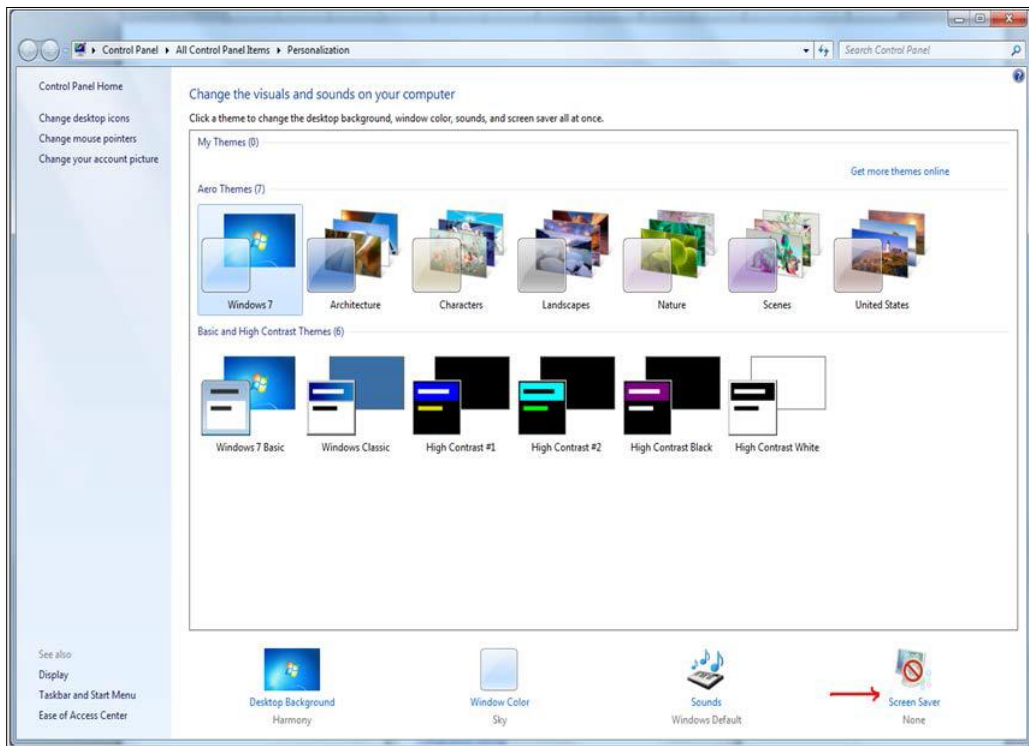 Control Panel ▸ All Control Panel Items ▸ Personalization
Search Control Panel
Control Panel Home
Change desktop icons
Change mouse pointers
Change your account picture
Change the visuals and sounds on your computer
Click a theme to change the desktop background, window color, sounds, and screen saver all at once.
My Themes (0)
Get more themes online
Aero Themes (7)
Windows 7 Architecture Characters Landscapes Nature Scenes United States
Basic and High Contrast Themes (6)
Windows 7 Basic Windows Classic High Contrast #1 High Contrast #2 High Contrast Black High Contrast White
See also
Display
Taskbar and Start Menu
Ease of Access Center
Desktop Background Window Color Sounds Screen Saver
Harmony Sky Windows Default None